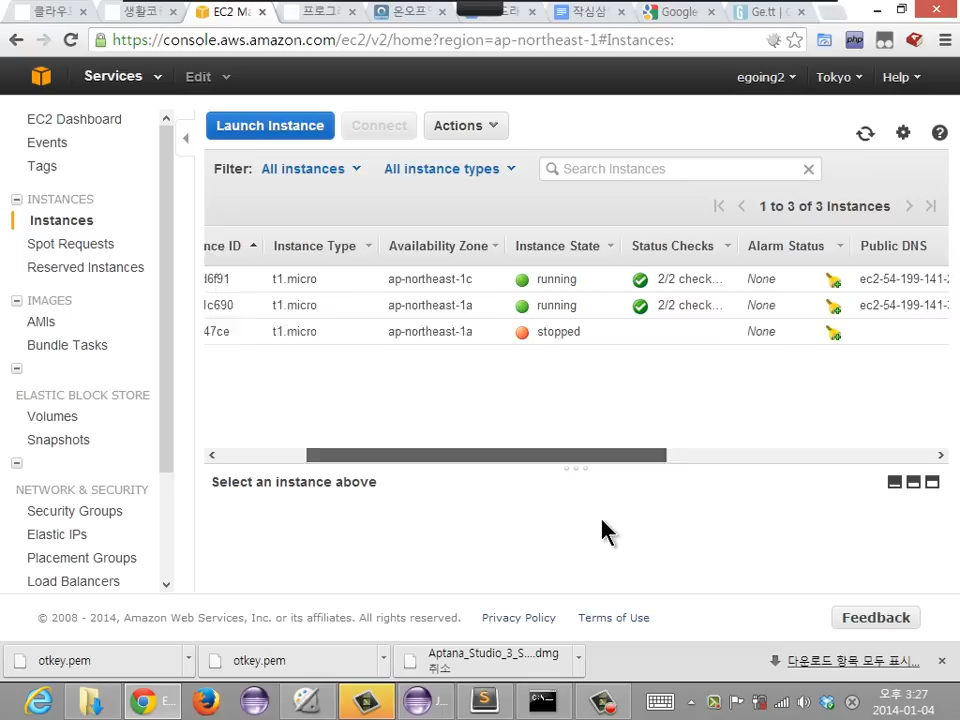 클라우드
생활코
EC2 Ma
프로그
온오프
드라
작심삼
Google
Ge.tt | (
https://console.aws.amazon.com/ec2/v2/home?region=ap-northeast-1#Instances:
php
Services Edit egoing2 Tokyo Help
EC2 Dashboard
Events
Tags
INSTANCES
Instances
Spot Requests
Reserved Instances
IMAGES
AMIs
Bundle Tasks
ELASTIC BLOCK STORE
Volumes
Snapshots
NETWORK & SECURITY
Security Groups
Elastic IPs
Placement Groups
Load Balancers
Launch Instance Connect Actions
Filter: All instances All instance types Search Instances
1 to 3 of 3 Instances
nce ID Instance Type Availability Zone Instance State Status Checks Alarm Status Public DNS
d6f91 t1.micro ap-northeast-1c running 2/2 check... None ec2-54-199-141-2
1c690 t1.micro ap-northeast-1a running 2/2 check... None ec2-54-199-141-
47ce t1.micro ap-northeast-1a stopped None
Select an instance above
© 2008 - 2014, Amazon Web Services, Inc. or its affiliates. All rights reserved. Privacy Policy Terms of Use
Feedback
otkey.pem
otkey.pem
Aptana_Studio_3_S....dmg
취소
다운로드 항목 모두 표시...
E...
J...
오후 3:27
2014-01-04